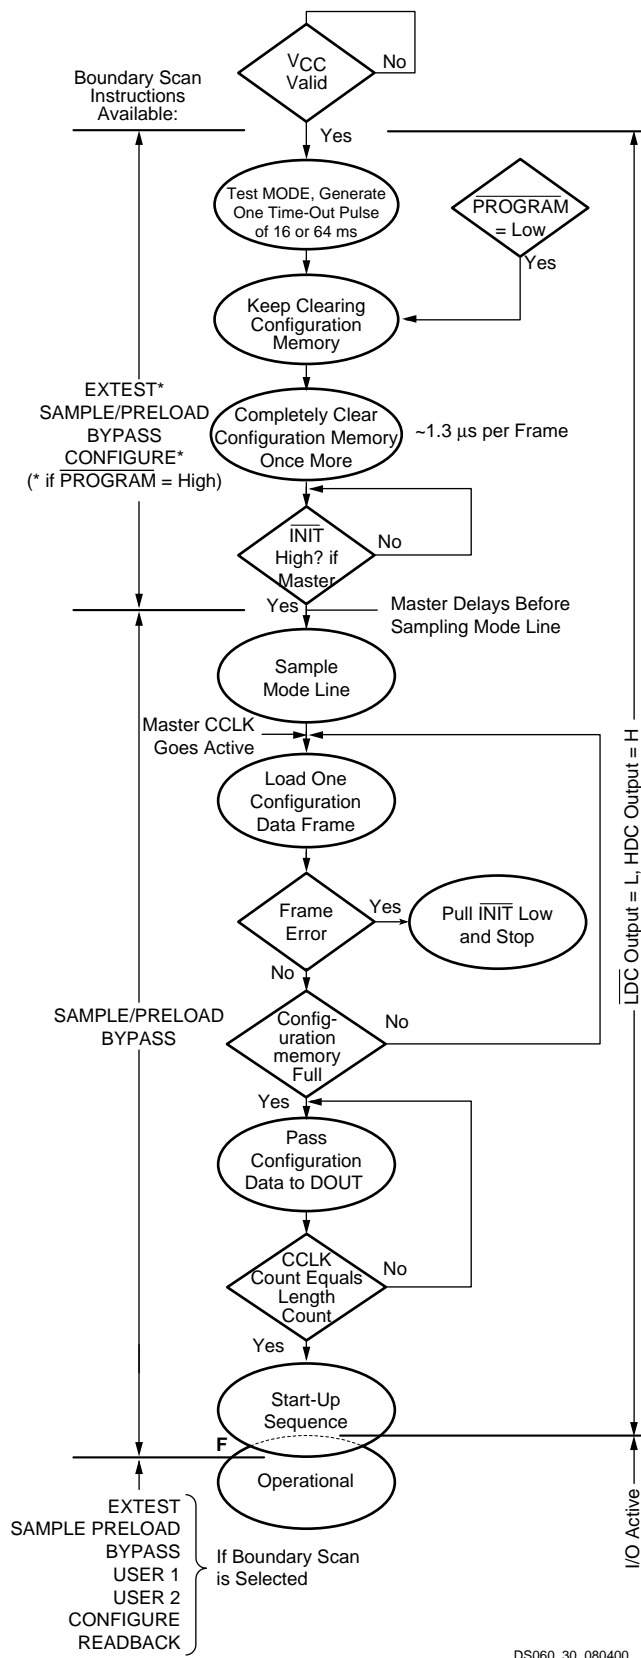 VCC
Valid
No
Boundary Scan
Instructions
Available:
Yes
Test MODE, Generate
One Time-Out Pulse
of 16 or 64 ms
PROGRAM
= Low
Yes
Keep Clearing
Configuration
Memory
EXTEST*
SAMPLE/PRELOAD
BYPASS
CONFIGURE*
(* if PROGRAM = High)
Completely Clear
Configuration Memory
Once More
~1.3 µs per Frame
INIT
High? if
Master
No
Yes
Master Delays Before
Sampling Mode Line
Sample
Mode Line
Master CCLK
Goes Active
Load One
Configuration
Data Frame
LDC Output = L, HDC Output = H
Frame
Error
Yes
Pull INIT Low
and Stop
No
SAMPLE/PRELOAD
BYPASS
Config-
uration
memory
Full
No
Yes
Pass
Configuration
Data to DOUT
CCLK
Count Equals
Length
Count
No
Yes
Start-Up
Sequence
F
Operational
I/O Active
EXTEST
SAMPLE PRELOAD
BYPASS
USER 1
USER 2
CONFIGURE
READBACK
If Boundary Scan
is Selected
DS060_30_080400